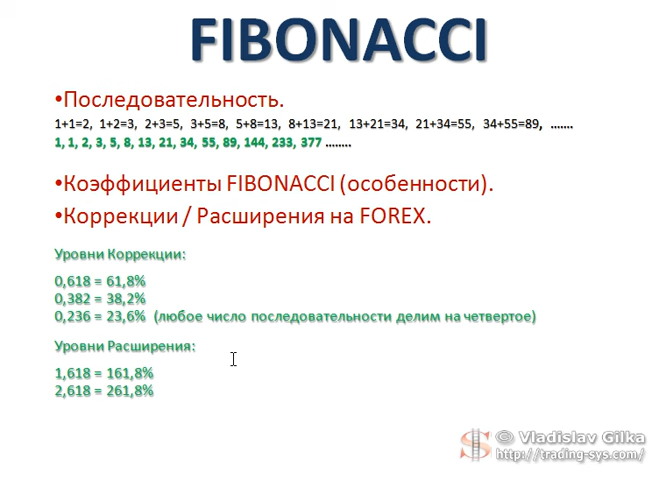 FIBONACCI
•Последовательность.
1+1=2, 1+2=3, 2+3=5, 3+5=8, 5+8=13, 8+13=21, 13+21=34, 21+34=55, 34+55=89, .......
1, 1, 2, 3, 5, 8, 13, 21, 34, 55, 89, 144, 233, 377 ........
•Коэффициенты FIBONACCI (особенности).
•Коррекции / Расширения на FOREX.
Уровни Коррекции:
0,618 = 61,8%
0,382 = 38,2%
0,236 = 23,6% (любое число последовательности делим на четвертое)
Уровни Расширения:
1,618 = 161,8%
2,618 = 261,8%
© Vladislav Gilka
http://trading-sys.com/